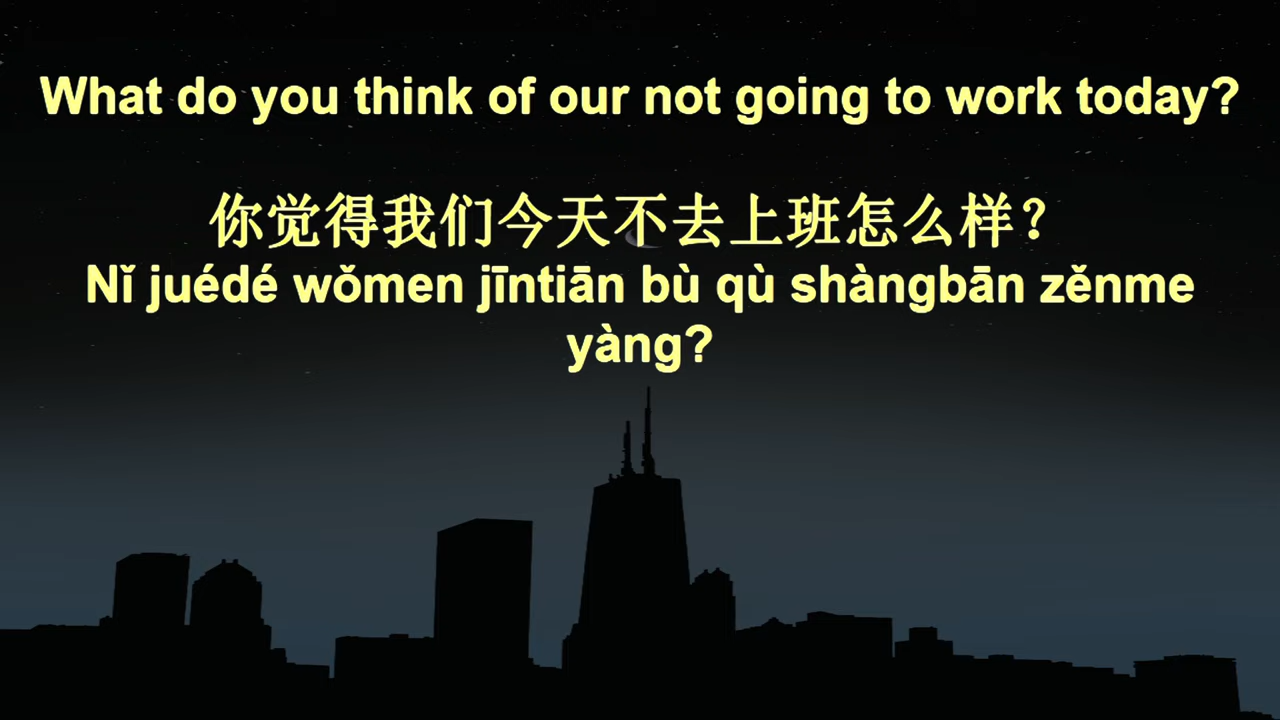 What do you think of our not going to work today?
你觉得我们今天不去上班怎么样？
Nǐ juédé wǒmen jīntiān bù qù shàngbān zěnme
yàng?